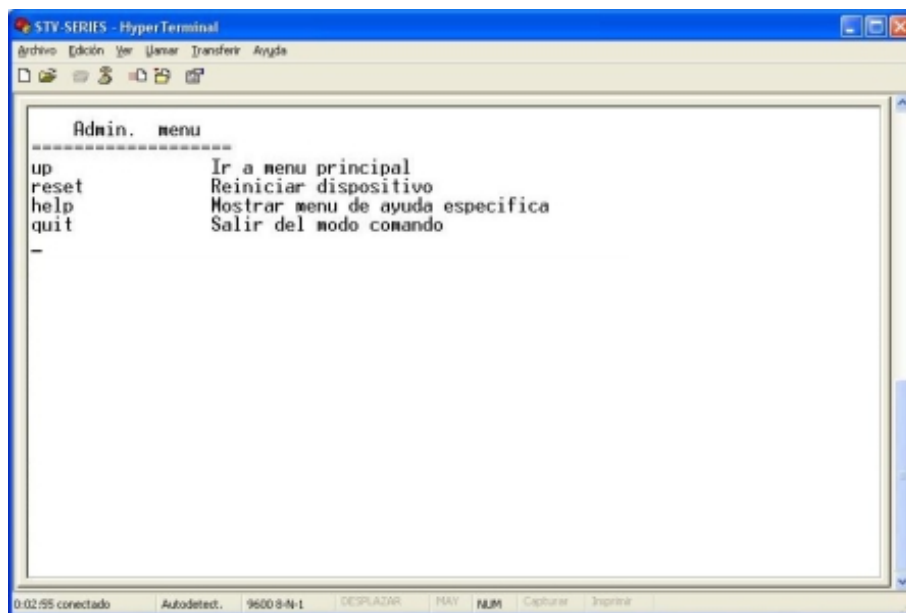 STV-SERIES - HyperTerminal
Archivo Edición Ver Llamar Transferir Ayuda
Admin. menu
====================
up Ir a menu principal
reset Reiniciar dispositivo
help Mostrar menu de ayuda especifica
quit Salir del modo comando
_
0:02:55 conectado Autodetect. 9600 8-N-1 DESPLAZAR MAY NUM Capturar Imprimir